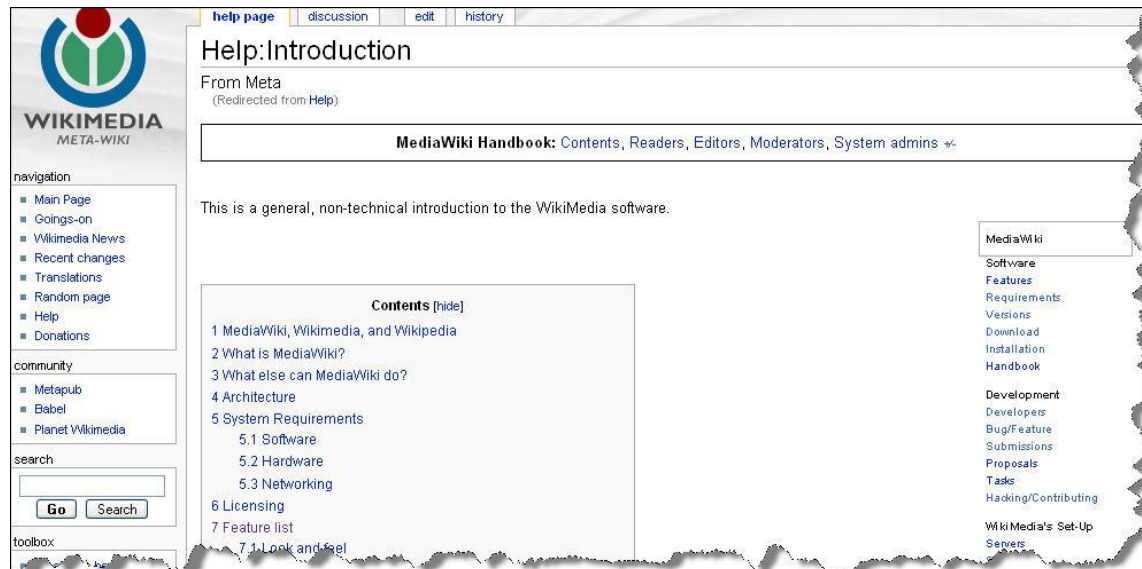 WIKIMEDIA
META-WIKI
navigation
Main Page
Goings-on
Wikimedia News
Recent changes
Translations
Random page
Help
Donations
community
Metapub
Babel
Planet Wikimedia
search
Go Search
toolbox
help page discussion edit history
Help:Introduction
From Meta
(Redirected from Help)
MediaWiki Handbook: Contents, Readers, Editors, Moderators, System admins +/-
This is a general, non-technical introduction to the WikiMedia software.
Contents [hide]
1 MediaWiki, Wikimedia, and Wikipedia
2 What is MediaWiki?
3 What else can MediaWiki do?
4 Architecture
5 System Requirements
5.1 Software
5.2 Hardware
5.3 Networking
6 Licensing
7 Feature list
7.1 Look and feel
MediaWiki
Software
Features
Requirements
Versions
Download
Installation
Handbook
Development
Developers
Bug/Feature
Submissions
Proposals
Tasks
Hacking/Contributing
WikiMedia's Set-Up
Servers